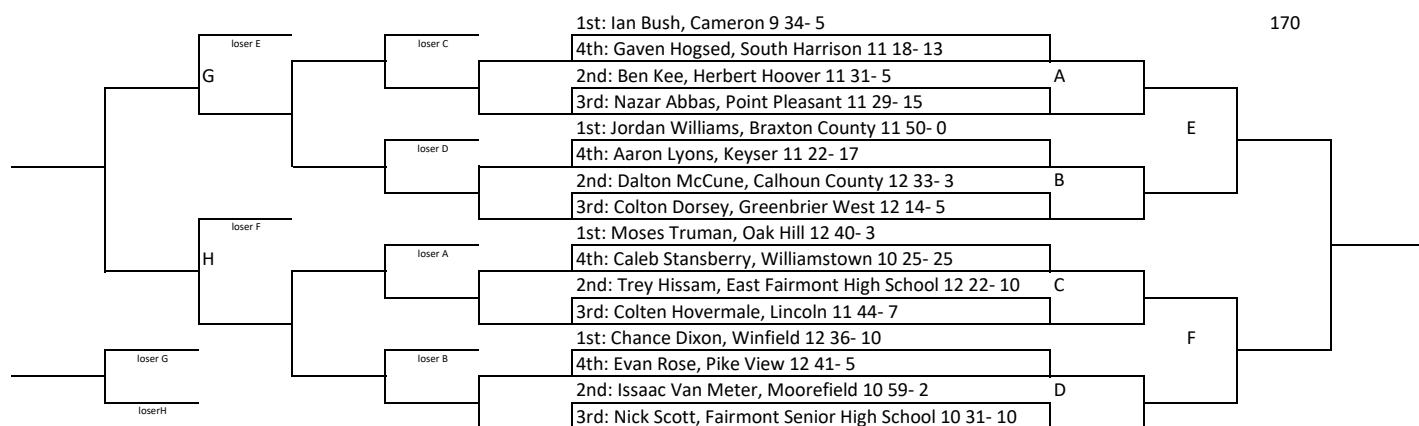 1st: Ian Bush, Cameron 9 34- 5
170
loser E
loser C
4th: Gaven Hogsed, South Harrison 11 18- 13
G
2nd: Ben Kee, Herbert Hoover 11 31- 5
A
3rd: Nazar Abbas, Point Pleasant 11 29- 15
1st: Jordan Williams, Braxton County 11 50- 0
E
loser D
4th: Aaron Lyons, Keyser 11 22- 17
2nd: Dalton McCune, Calhoun County 12 33- 3
B
3rd: Colton Dorsey, Greenbrier West 12 14- 5
loser F
1st: Moses Truman, Oak Hill 12 40- 3
H
loser A
4th: Caleb Stansberry, Williamstown 10 25- 25
2nd: Trey Hissam, East Fairmont High School 12 22- 10
C
3rd: Colten Hovermale, Lincoln 11 44- 7
1st: Chance Dixon, Winfield 12 36- 10
F
loser G
loser B
4th: Evan Rose, Pike View 12 41- 5
2nd: Issaac Van Meter, Moorefield 10 59- 2
D
loserH
3rd: Nick Scott, Fairmont Senior High School 10 31- 10